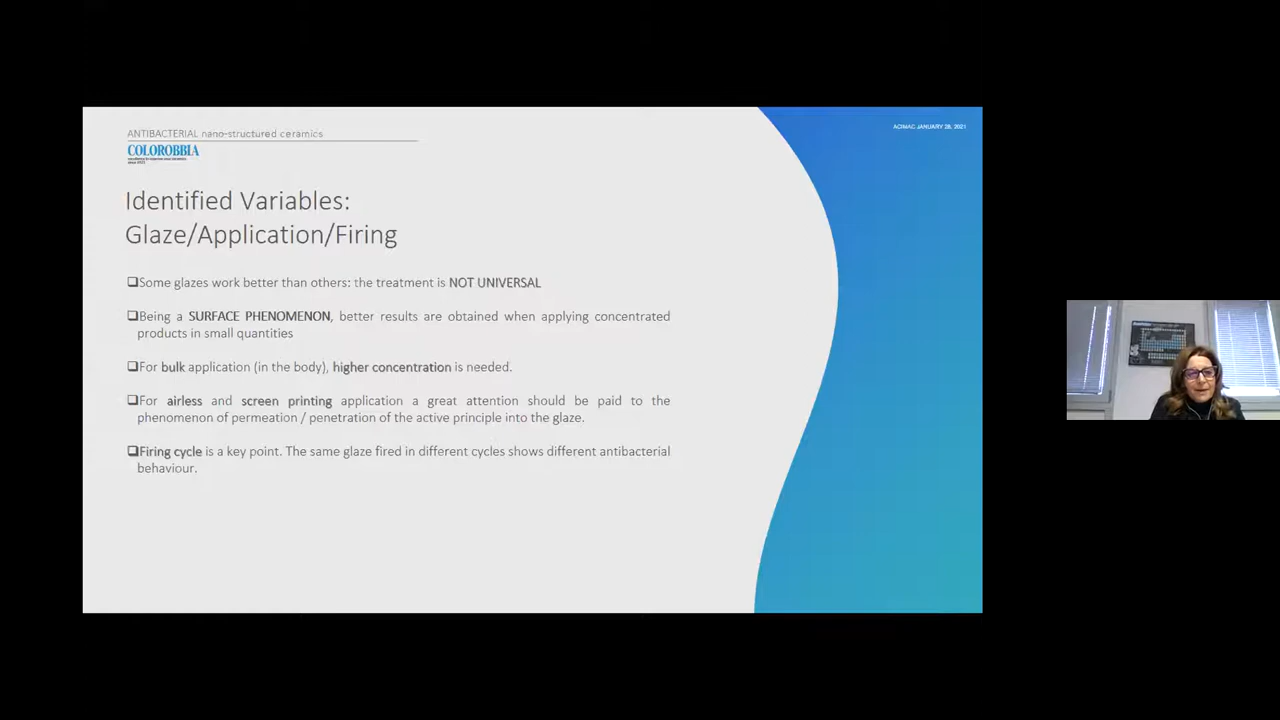 ANTIBACTERIAL nano-structured ceramics
ACIMAC JANUARY 28, 2021
COLOROBBIA
Identified Variables:
Glaze/Application/Firing
❑Some glazes work better than others: the treatment is NOT UNIVERSAL
❑Being a SURFACE PHENOMENON, better results are obtained when applying concentrated
products in small quantities
❑For bulk application (in the body), higher concentration is needed.
❑For airless and screen printing application a great attention should be paid to the
phenomenon of permeation / penetration of the active principle into the glaze.
❑Firing cycle is a key point. The same glaze fired in different cycles shows different antibacterial
behaviour.